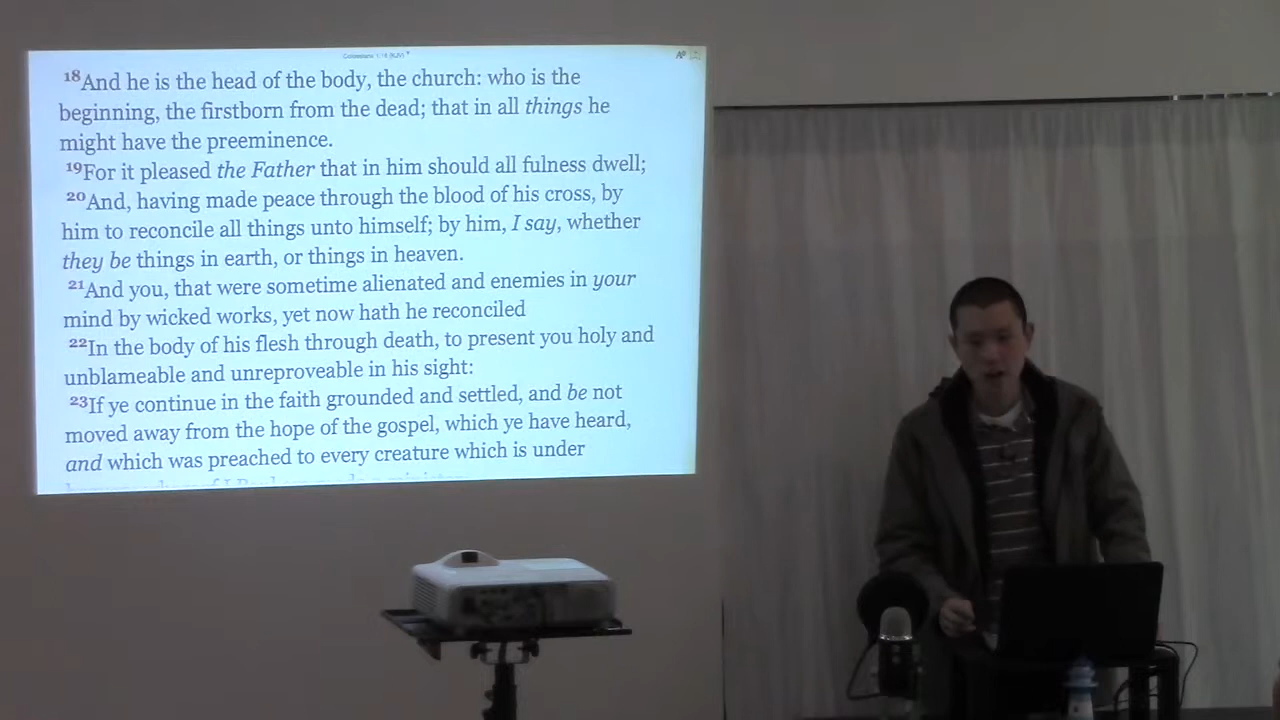 Colossians 1:18 (KJV)
18And he is the head of the body, the church: who is the
beginning, the firstborn from the dead; that in all things he
might have the preeminence.
19For it pleased the Father that in him should all fulness dwell;
20And, having made peace through the blood of his cross, by
him to reconcile all things unto himself; by him, I say, whether
they be things in earth, or things in heaven.
21And you, that were sometime alienated and enemies in your
mind by wicked works, yet now hath he reconciled
22In the body of his flesh through death, to present you holy and
unblameable and unreproveable in his sight:
23If ye continue in the faith grounded and settled, and be not
moved away from the hope of the gospel, which ye have heard,
and which was preached to every creature which is under